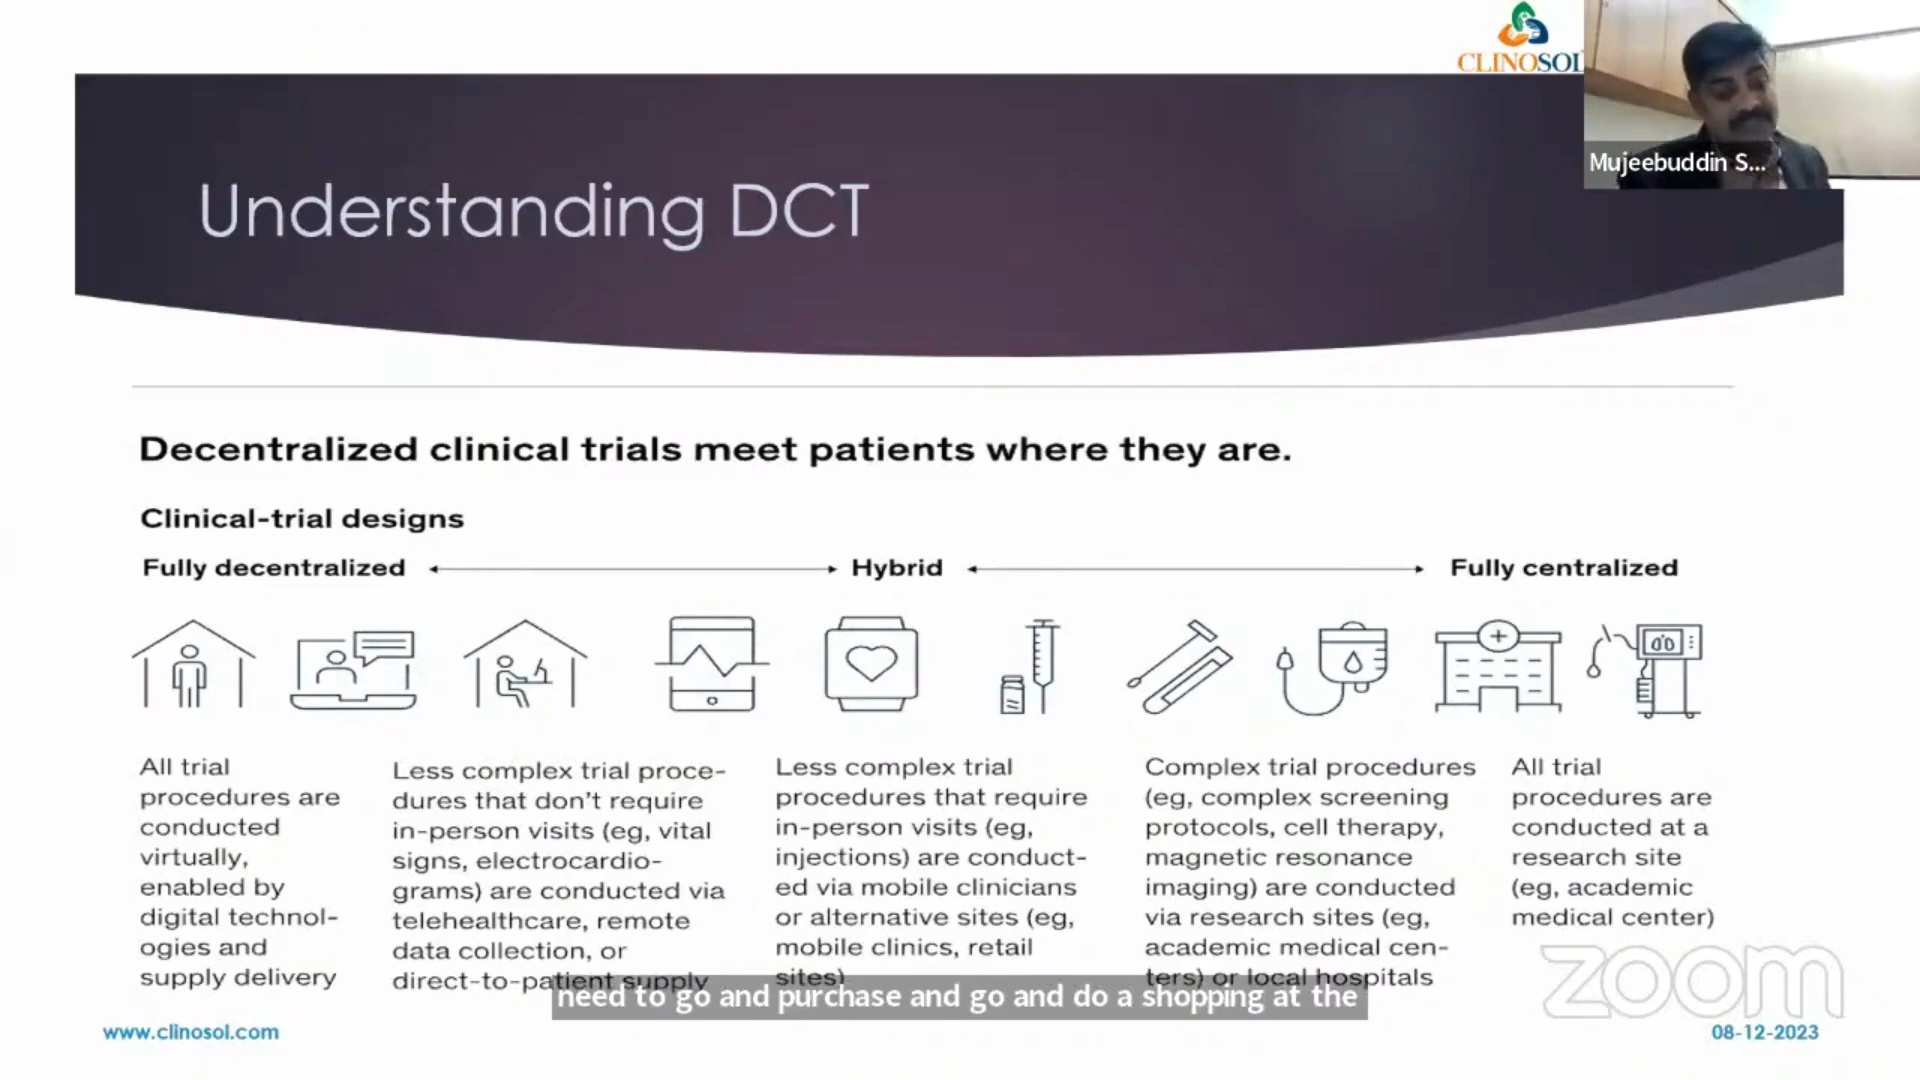 CLINOSOL
Mujeebuddin S...
Understanding DCT
Decentralized clinical trials meet patients where they are.
Clinical-trial designs
Fully decentralized
Hybrid
Fully centralized
All trial
procedures are
conducted
virtually,
enabled by
digital technol-
ogies and
supply delivery
Less complex trial proce-
dures that don't require
in-person visits (eg, vital
signs, electrocardio-
grams) are conducted via
telehealthcare, remote
data collection, or
direct-to-patient supply
Less complex trial
procedures that require
in-person visits (eg,
injections) are conduct-
ed via mobile clinicians
or alternative sites (eg,
mobile clinics, retail
sites)
Complex trial procedures
(eg, complex screening
protocols, cell therapy,
magnetic resonance
imaging) are conducted
via research sites (eg,
academic medical cen-
ters) or local hospitals
All trial
procedures are
conducted at a
research site
(eg, academic
medical center)
need to go and purchase and go and do a shopping at the
zoom
www.clinosol.com
08-12-2023